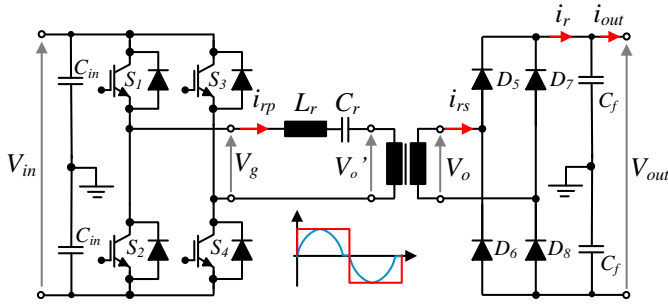 i_r
i_out
C_in
S_1
S_3
D_5
D_7
i_rp
L_r
C_r
i_rs
C_f
V_in
V_g
V_o'
V_o
V_out
C_in
S_2
S_4
D_6
D_8
C_f